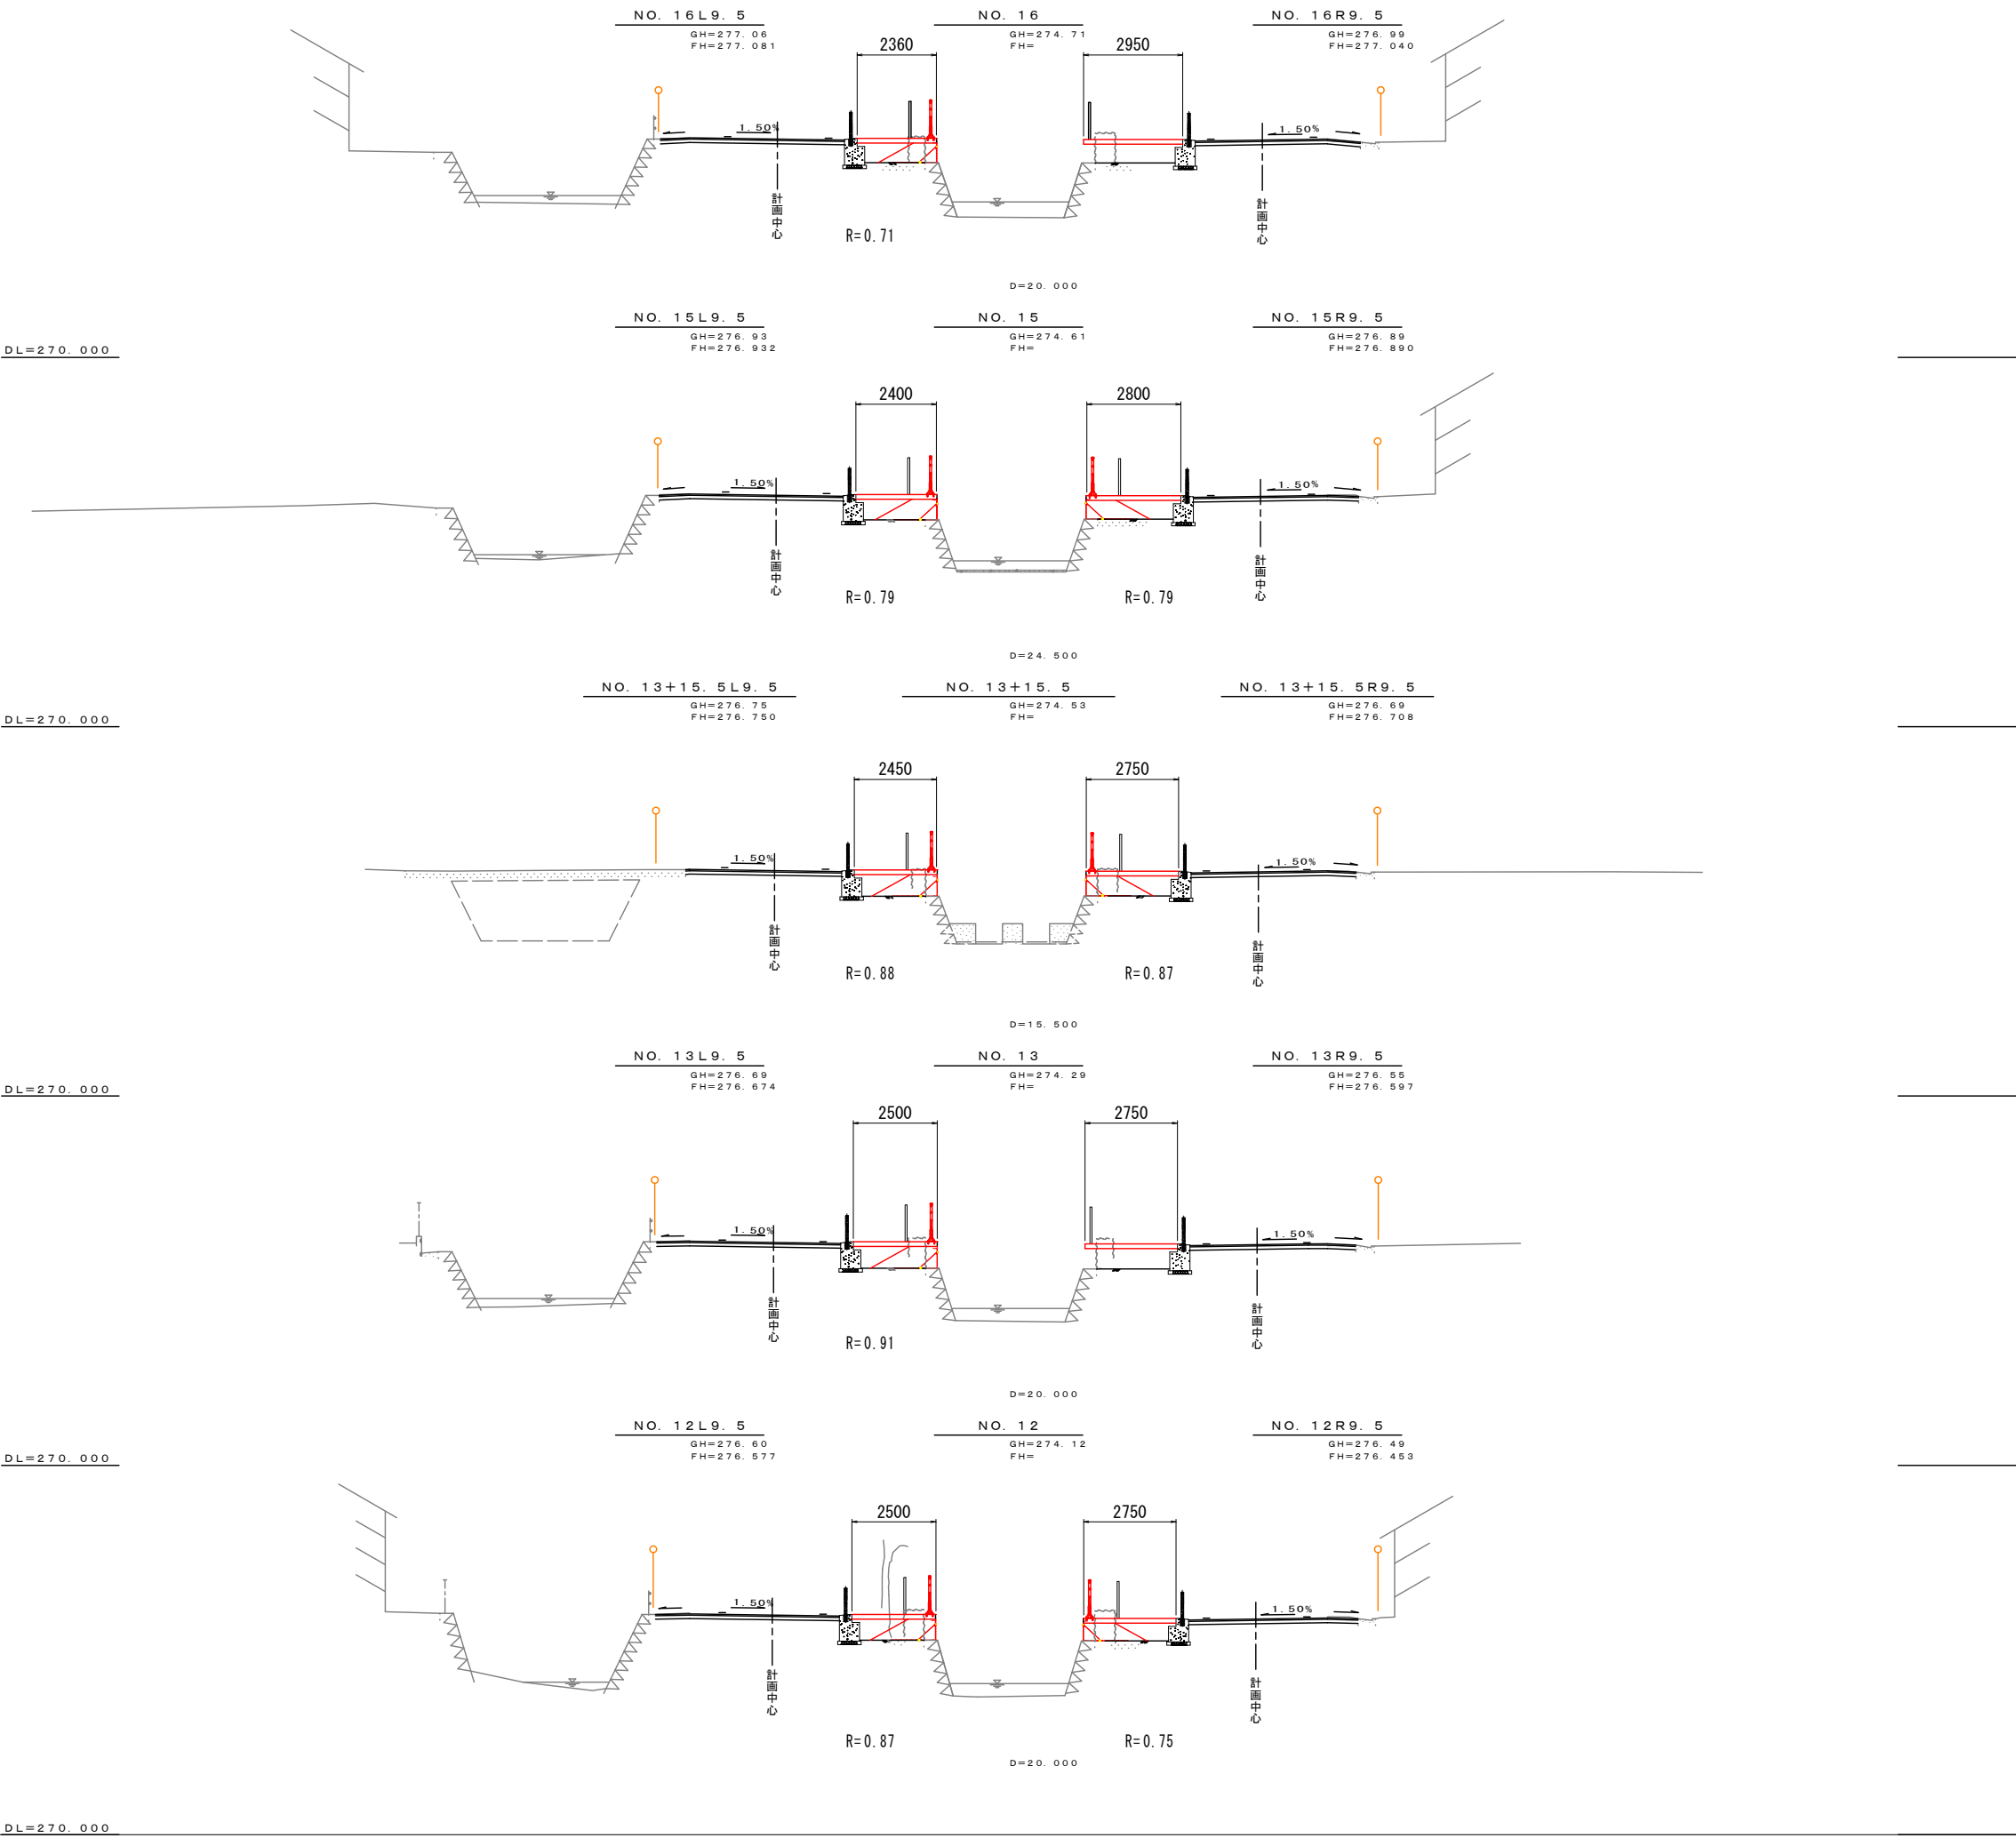 NO. 16L9. 5
GH=277. 06
FH=277. 081
NO. 16
GH=274. 71
FH=
NO. 16R9. 5
GH=276. 99
FH=277. 040
2360
2950
1. 50%
1. 50%
計画中心
計画中心
R=0. 71
D=20. 000
DL=270. 000
NO. 15L9. 5
GH=276. 93
FH=276. 932
NO. 15
GH=274. 61
FH=
NO. 15R9. 5
GH=276. 89
FH=276. 890
2400
2800
1. 50%
1. 50%
計画中心
計画中心
R=0. 79
R=0. 79
D=24. 500
DL=270. 000
NO. 13+15. 5L9. 5
GH=276. 75
FH=276. 750
NO. 13+15. 5
GH=274. 53
FH=
NO. 13+15. 5R9. 5
GH=276. 69
FH=276. 708
2450
2750
1. 50%
1. 50%
計画中心
計画中心
R=0. 88
R=0. 87
D=15. 500
DL=270. 000
NO. 13L9. 5
GH=276. 69
FH=276. 674
NO. 13
GH=274. 29
FH=
NO. 13R9. 5
GH=276. 55
FH=276. 597
2500
2750
1. 50%
1. 50%
計画中心
計画中心
R=0. 91
D=20. 000
DL=270. 000
NO. 12L9. 5
GH=276. 60
FH=276. 577
NO. 12
GH=274. 12
FH=
NO. 12R9. 5
GH=276. 49
FH=276. 453
2500
2750
1. 50%
1. 50%
計画中心
計画中心
R=0. 87
R=0. 75
D=20. 000
DL=270. 000